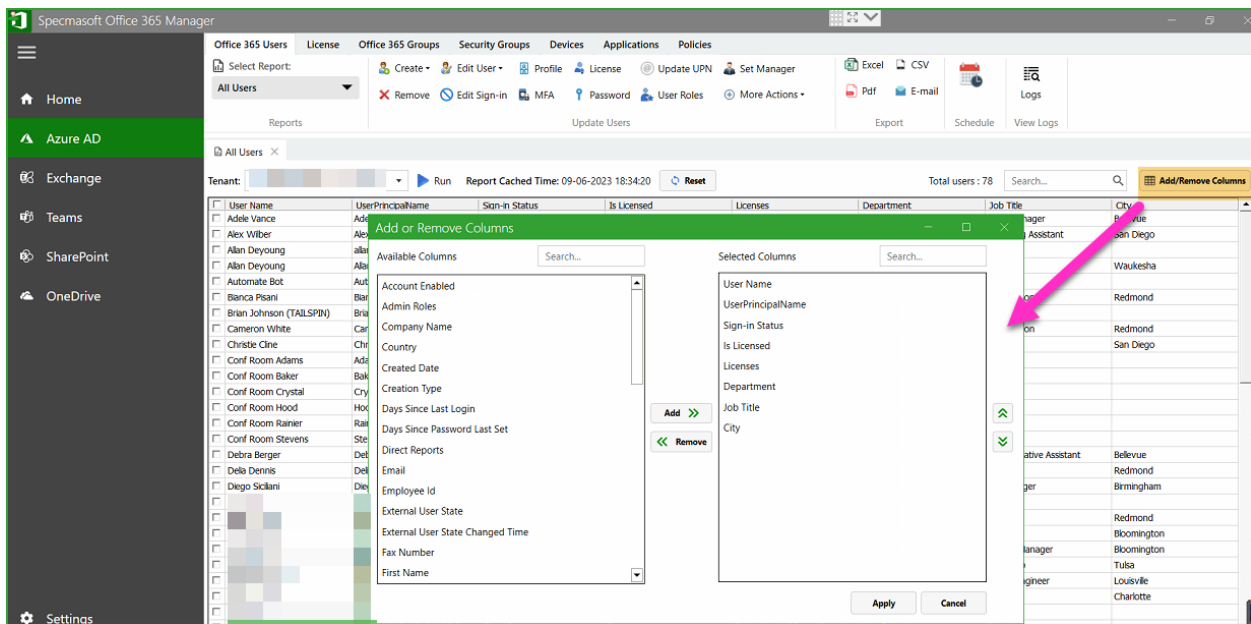 Specmasoft Office 365 Manager
Home
Azure AD
Exchange
Teams
SharePoint
OneDrive
Settings
Office 365 Users License Office 365 Groups Security Groups Devices Applications Policies
Select Report:
All Users
Reports
Create Edit User Profile License Update UPN Set Manager
Remove Edit Sign-in MFA Password User Roles More Actions
Update Users
Excel CSV
Pdf E-mail
Export
Schedule
Logs
View Logs
All Users
Tenant: Run Report Cached Time: 09-06-2023 18:34:20 Reset Total users : 78 Search... Add/Remove Columns
User Name UserPrincipalName Sign-in Status Is Licensed Licenses Department Job Title City
Adele Vance
Alex Wilber San Diego
Allan Deyoung
Allan Deyoung Waukesha
Automate Bot
Bianca Pisani Redmond
Brian Johnson (TAILSPIN)
Cameron White Redmond
Christie Cline San Diego
Conf Room Adams
Conf Room Baker
Conf Room Crystal
Conf Room Hood
Conf Room Rainier
Conf Room Stevens
Debra Berger ative Assistant Bellevue
Delia Dennis Redmond
Diego Siciliani ger Birmingham
Redmond
Bloomington
Bloomington
Tulsa
Louisville
Charlotte
Add or Remove Columns
Available Columns Search...
Account Enabled
Admin Roles
Company Name
Country
Created Date
Creation Type
Days Since Last Login
Days Since Password Last Set
Direct Reports
Email
Employee Id
External User State
External User State Changed Time
Fax Number
First Name
Add
Remove
Selected Columns Search...
User Name
UserPrincipalName
Sign-in Status
Is Licensed
Licenses
Department
Job Title
City
Apply Cancel